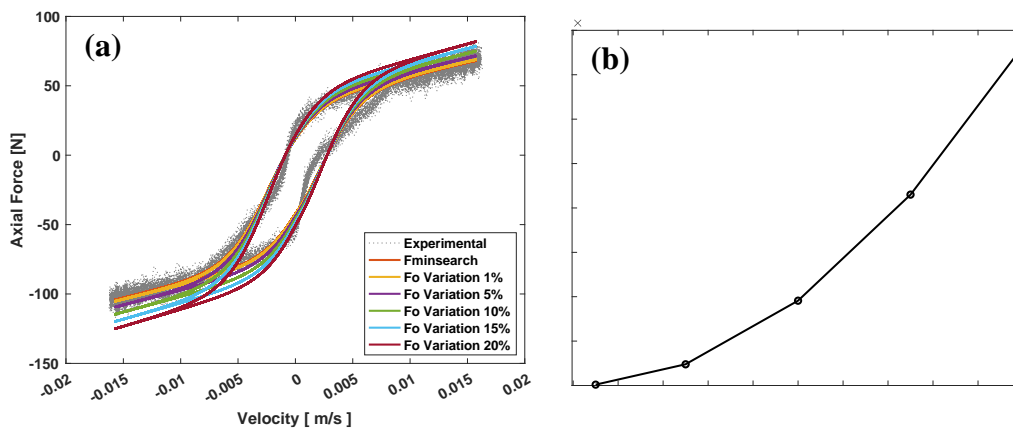 (a)
100
50
0
-50
-100
-150
Axial Force [N]
Experimental
Fminsearch
Fo Variation 1%
Fo Variation 5%
Fo Variation 10%
Fo Variation 15%
Fo Variation 20%
-0.02 -0.015 -0.01 -0.005 0 0.005 0.01 0.015 0.02
Velocity [ m/s ]
×
(b)